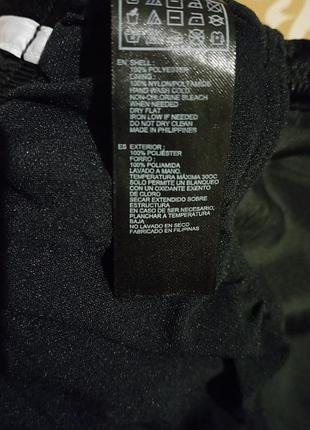 EN SHELL :
100% POLYESTER
LINING :
100% NYLON/POLYAMIDE
HAND WASH COLD
NON-CHLORINE BLEACH
WHEN NEEDED
DRY FLAT
IRON LOW IF NEEDED
DO NOT DRY CLEAN
MADE IN PHILIPPINES
ES EXTERIOR :
100% POLIÉSTER
FORRO :
100% POLIAMIDA
LAVADO A MANO.
TEMPERATURA MÁXIMA 30ºC
SOLO PERMITE UN BLANQUEO
CON UN OXIDANTE EXENTO
DE CLORO
SECAR EXTENDIDO SOBRE
ESTRUCTURA
EN CASO DE SER NECESARIO,
PLANCHAR A TEMPERATURA
BAJA
NO LAVADO EN SECO
FABRICADO EN FILIPINAS